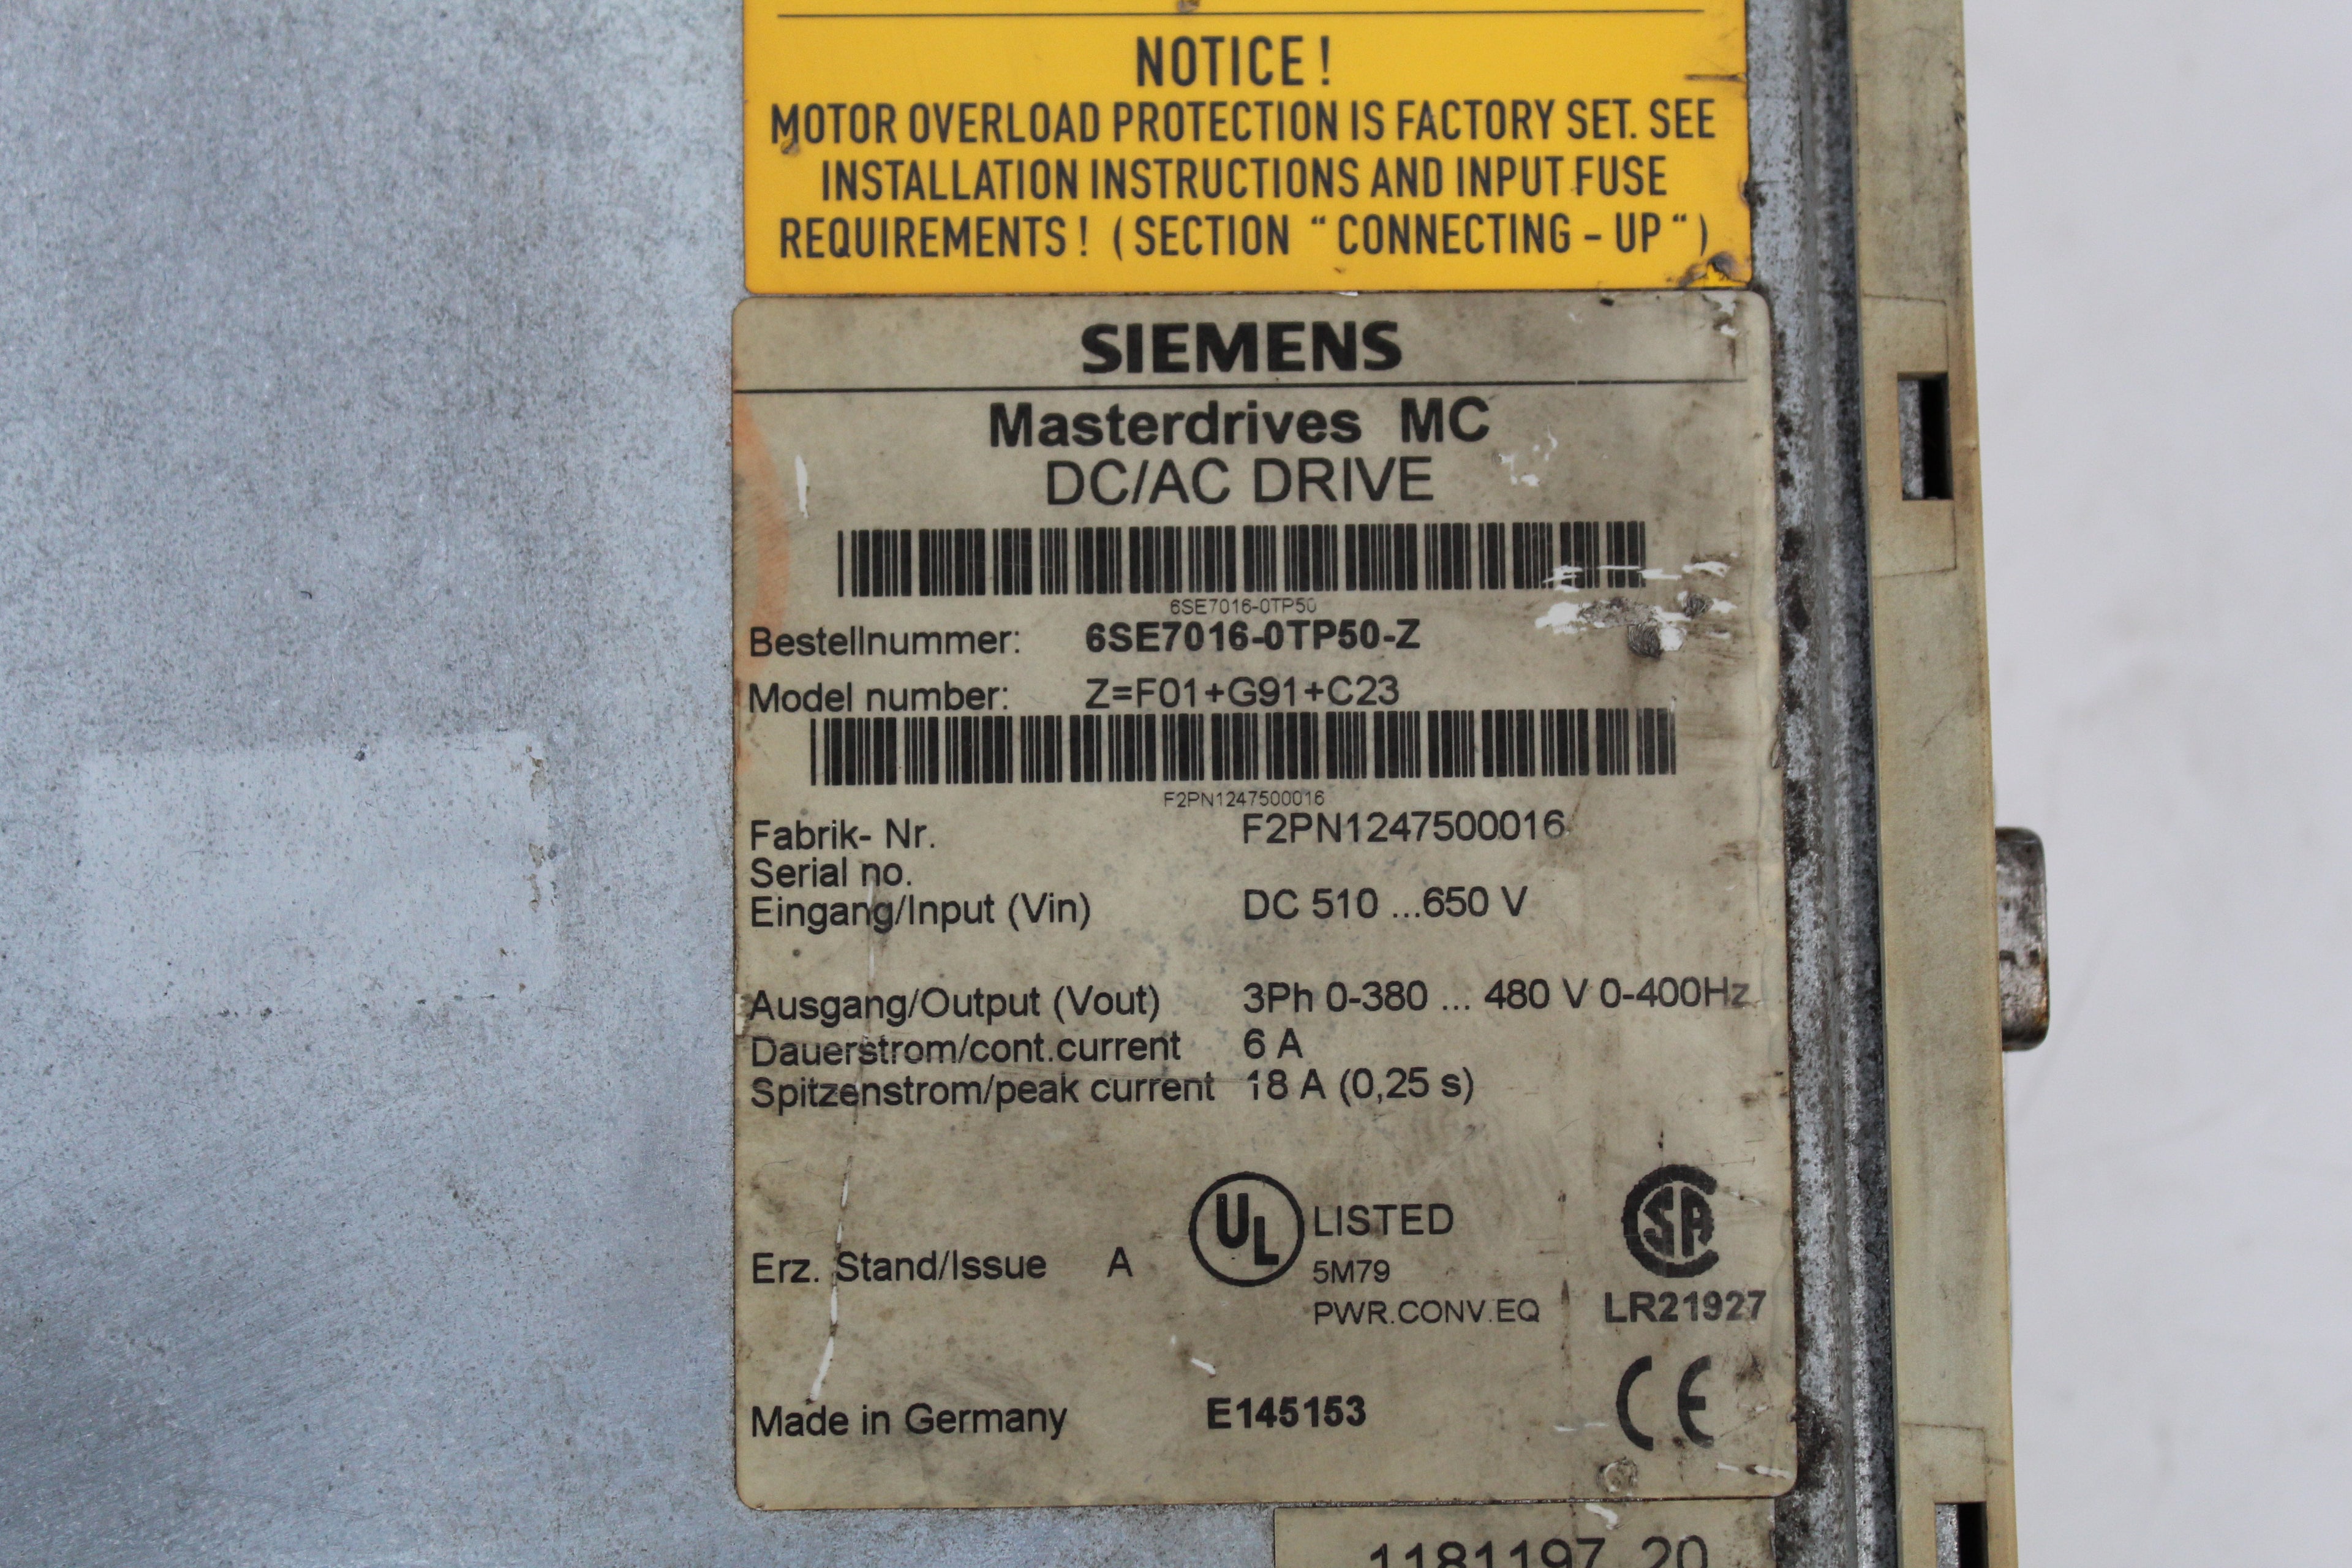 NOTICE !
MOTOR OVERLOAD PROTECTION IS FACTORY SET. SEE
INSTALLATION INSTRUCTIONS AND INPUT FUSE
REQUIREMENTS ! ( SECTION “ CONNECTING – UP “ )
SIEMENS
Masterdrives MC
DC/AC DRIVE
6SE7016-0TP50
Bestellnummer: 6SE7016-0TP50-Z
Model number: Z=F01+G91+C23
F2PN1247500016
Fabrik- Nr. F2PN1247500016
Serial no.
Eingang/Input (Vin) DC 510 ...650 V
Ausgang/Output (Vout) 3Ph 0-380 ... 480 V 0-400Hz
Dauerstrom/cont.current 6 A
Spitzenstrom/peak current 18 A (0,25 s)
UL LISTED
SA
Erz. Stand/Issue A 5M79
PWR.CONV.EQ LR21927
Made in Germany E145153 CE
1181197 20